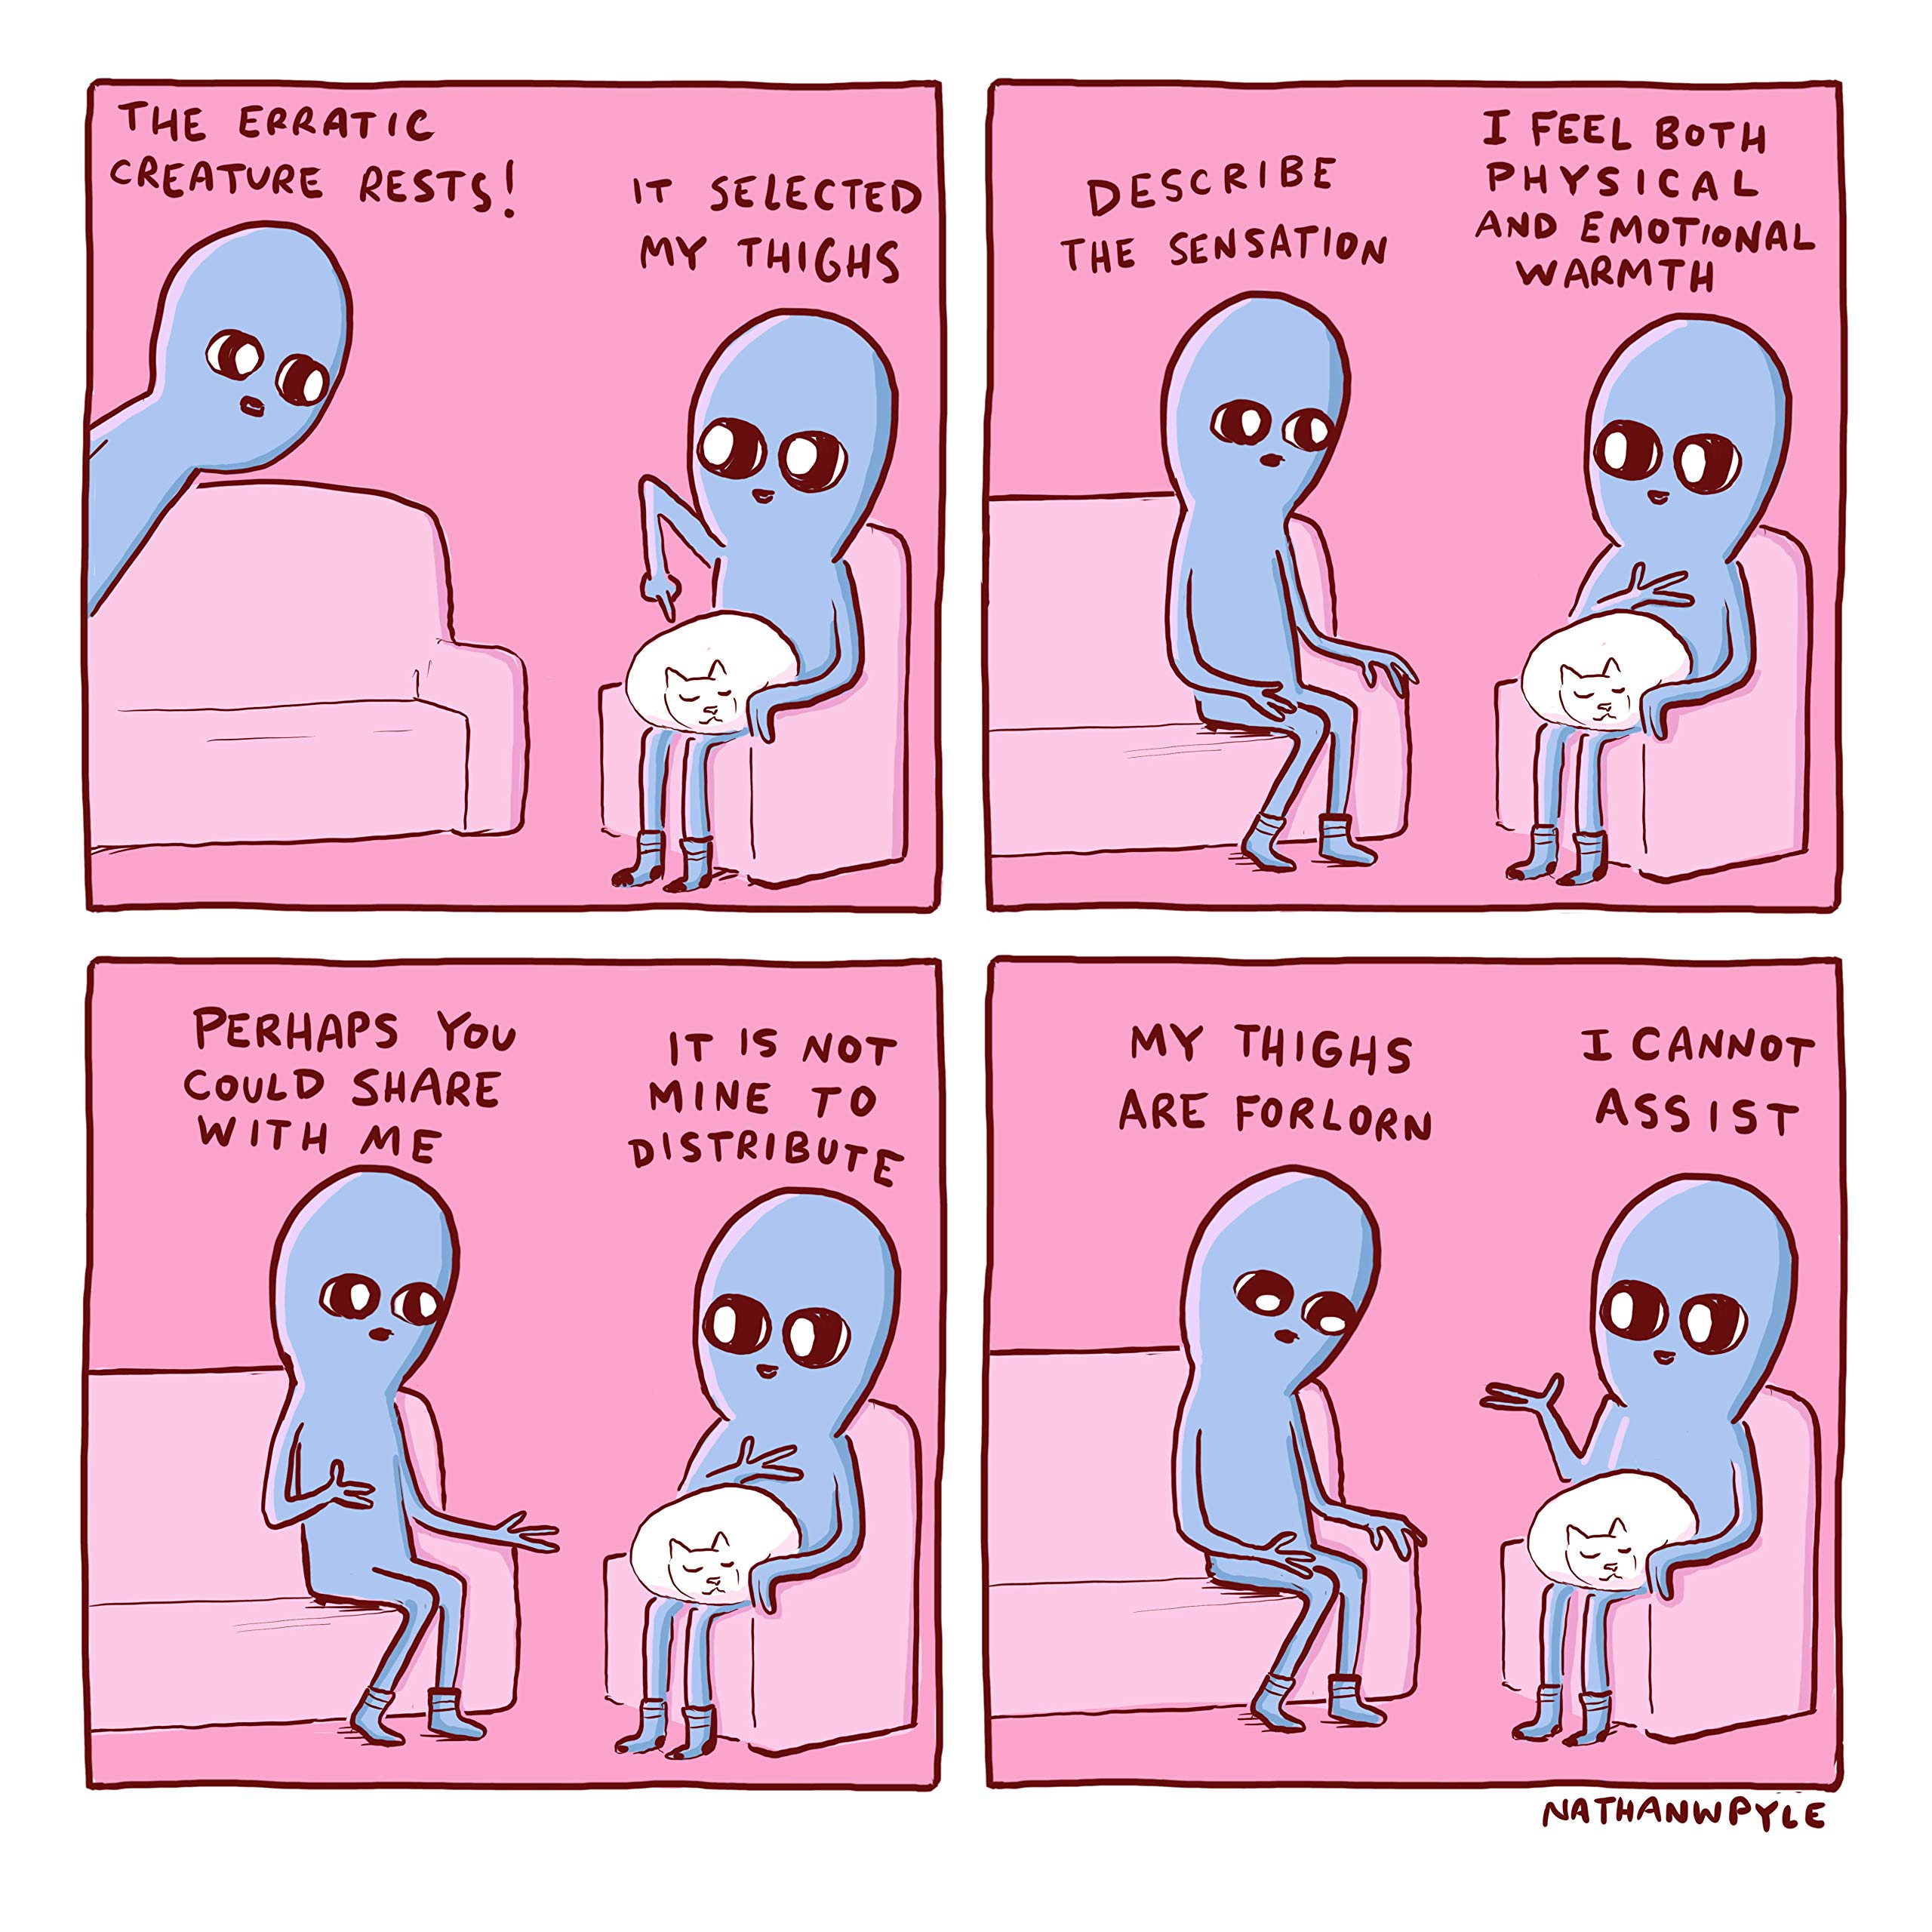 THE ERRATIC
CREATURE RESTS!
IT SELECTED
MY THIGHS
DESCRIBE
THE SENSATION
I FEEL BOTH
PHYSICAL
AND EMOTIONAL
WARMTH
PERHAPS YOU
COULD SHARE
WITH ME
IT IS NOT
MINE TO
DISTRIBUTE
MY THIGHS
ARE FORLORN
I CANNOT
ASSIST
NATHANWPYLE